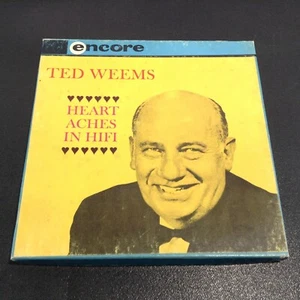 encore
TED WEEMS
♥♥♥♥♥♥
HEART
ACHES
IN HIFI
♥♥♥♥♥♥